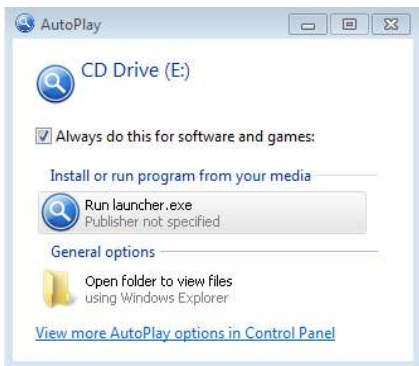 AutoPlay
CD Drive (E:)
Always do this for software and games:
Install or run program from your media
Run launcher.exe
Publisher not specified
General options
Open folder to view files
using Windows Explorer
View more AutoPlay options in Control Panel